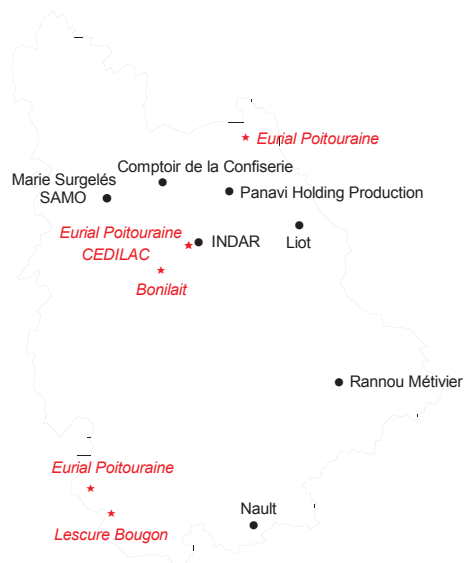 Eurial Poitouraine
Comptoir de la Confiserie
Marie Surgelés
SAMO
Panavi Holding Production
Eurial Poitouraine
CEDILAC
INDAR
Liot
Bonilait
Rannou Métivier
Eurial Poitouraine
Nault
Lescure Bougon